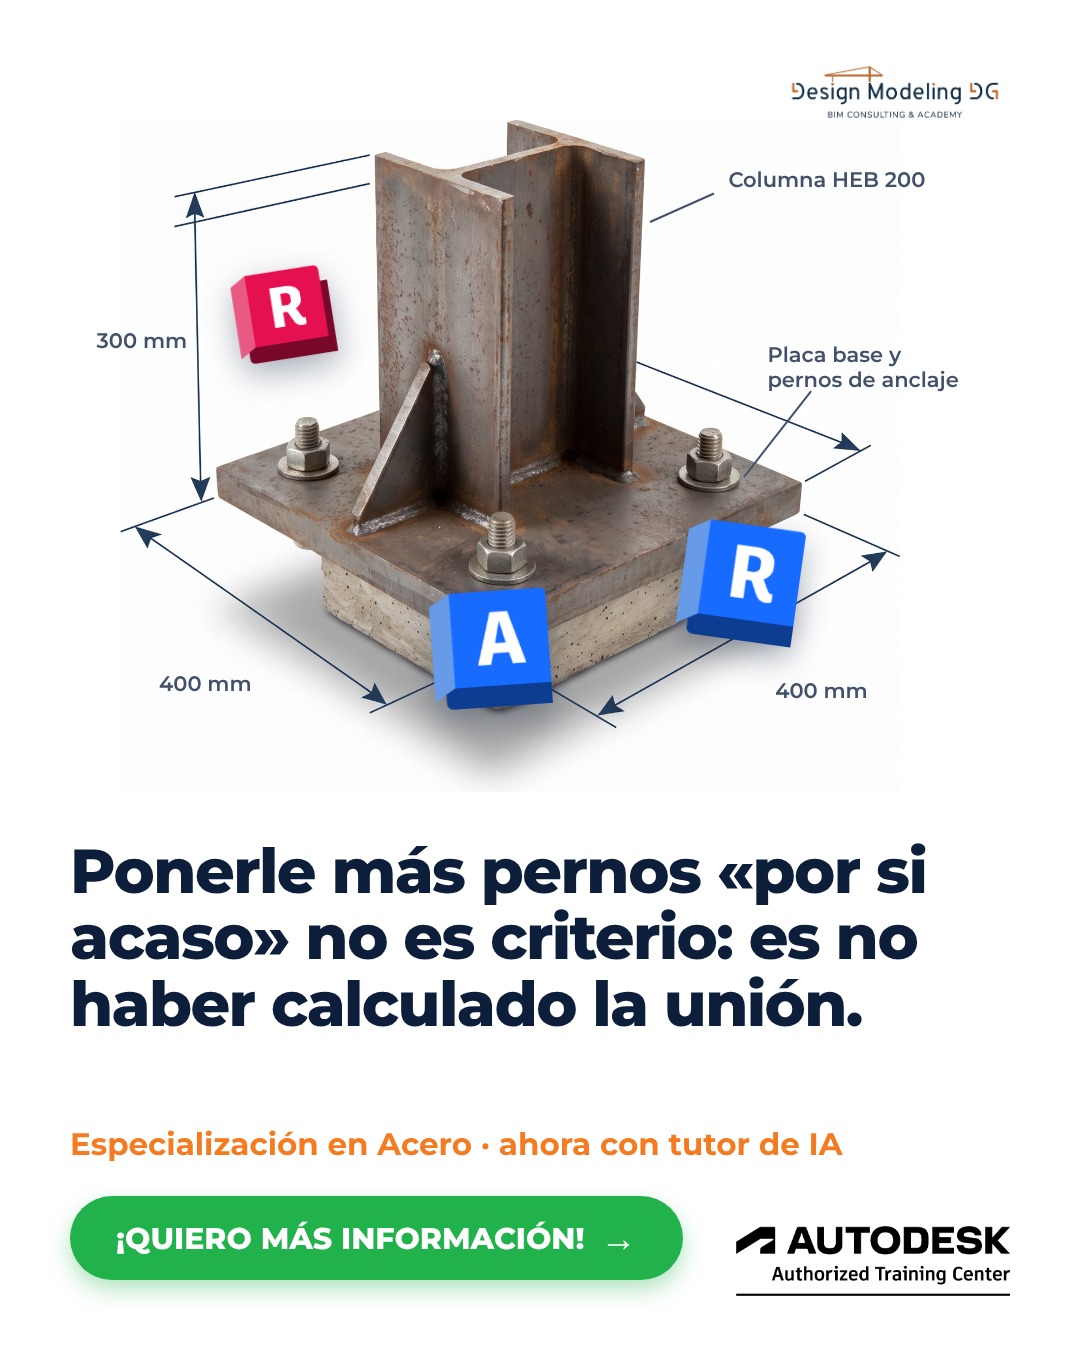 Design Modeling DG
BIM CONSULTING & ACADEMY
Columna HEB 200
R
300 mm
Placa base y
pernos de anclaje
R
A
400 mm
400 mm
Ponerle más pernos «por si
acaso» no es criterio: es no
haber calculado la unión.
Especialización en Acero · ahora con tutor de IA
¡QUIERO MÁS INFORMACIÓN! →
AUTODESK
Authorized Training Center